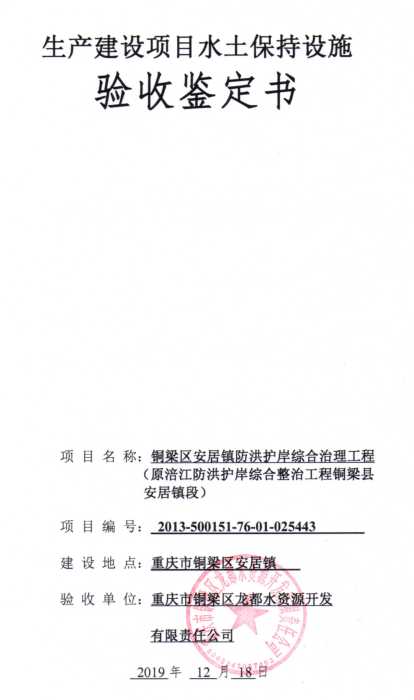 生产建设项目水土保持设施
验收鉴定书
项目名称：铜梁区安居镇防洪护岸综合治理工程
（原涪江防洪护岸综合整治工程铜梁县
安居镇段）
项目编号：2013-500151-76-01-025443
建设地点：重庆市铜梁区安居镇
验收单位：重庆市铜梁区龙都水资源开发
有限责任公司
2019 年 12 月 18 日